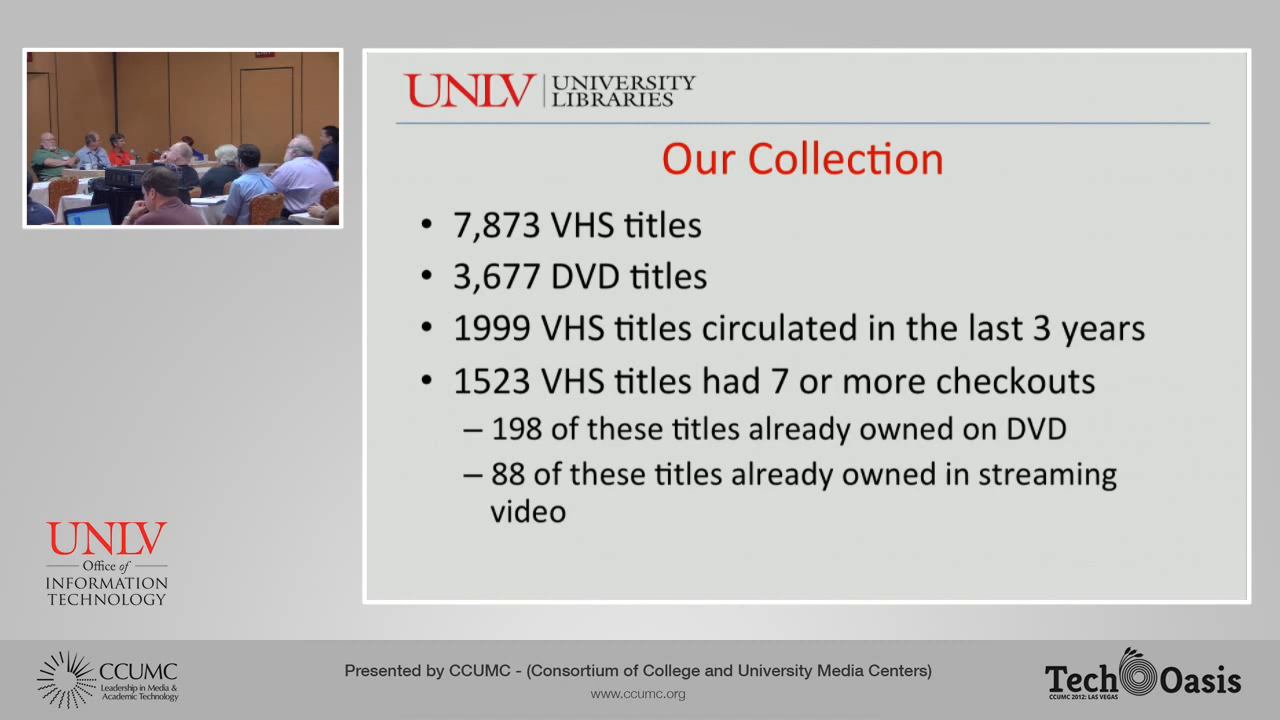 UNLV UNIVERSITY LIBRARIES
Our Collection
• 7,873 VHS titles
• 3,677 DVD titles
• 1999 VHS titles circulated in the last 3 years
• 1523 VHS titles had 7 or more checkouts
– 198 of these titles already owned on DVD
– 88 of these titles already owned in streaming
video
UNLV
Office of
INFORMATION
TECHNOLOGY
CCUMC
Leadership in Media &
Academic Technology
Presented by CCUMC - (Consortium of College and University Media Centers)
www.ccumc.org
Tech Oasis
CCUMC 2012: LAS VEGAS